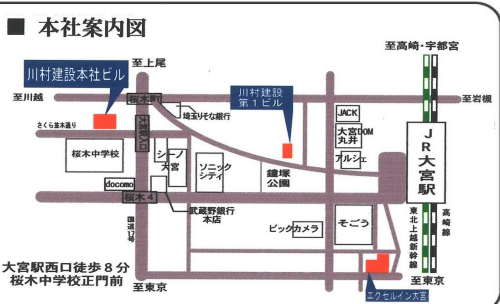 ■ 本社案内図
至高崎・宇都宮
至上尾
川村建設本社ビル
川村建設
第1ビル
至川越
桜木町
至岩槻
埼玉りそな銀行
JACK
さくら並木通り
大宮DOM
丸井
JR大宮駅
桜木中学校
シーノ
大宮
ソニック
シティ
アルシェ
鐘塚
公園
docomo
桜木4
武蔵野銀行
本店
そごう
ビックカメラ
国道17号
東北上越新幹線
高崎線
大宮駅西口徒歩8分
桜木中学校正門前
至東京
至東京
エクセルイン大宮